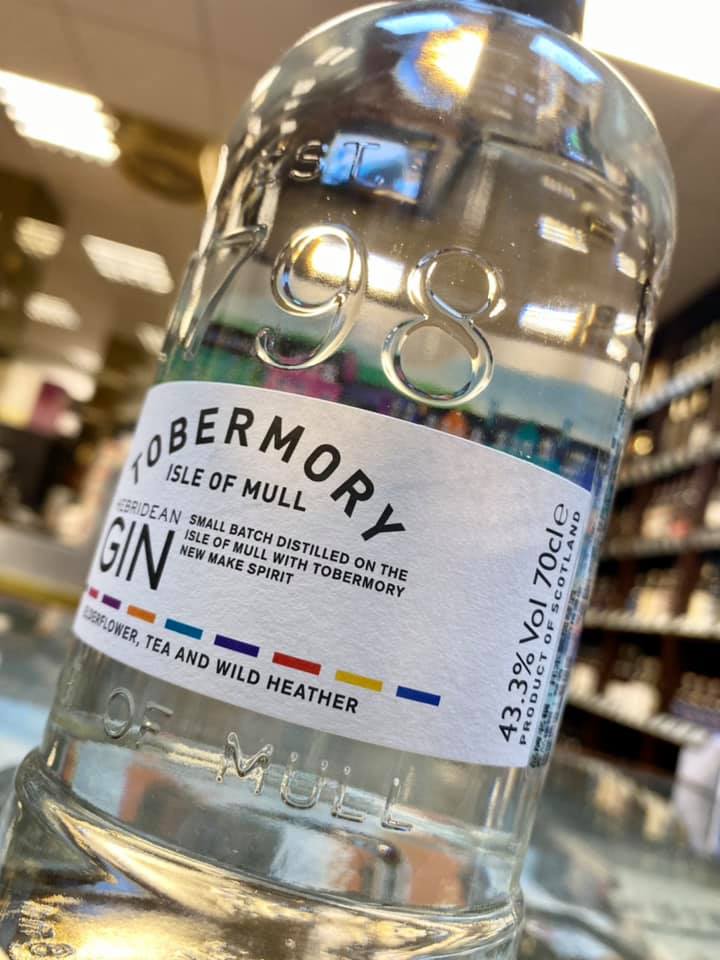 EST
1798
TOBERMORY
ISLE OF MULL
HEBRIDEAN
GIN
SMALL BATCH DISTILLED ON THE
ISLE OF MULL WITH TOBERMORY
NEW MAKE SPIRIT
ELDERFLOWER, TEA AND WILD HEATHER
43.3% Vol 70cle
PRODUCT OF SCOTLAND
OF MULL